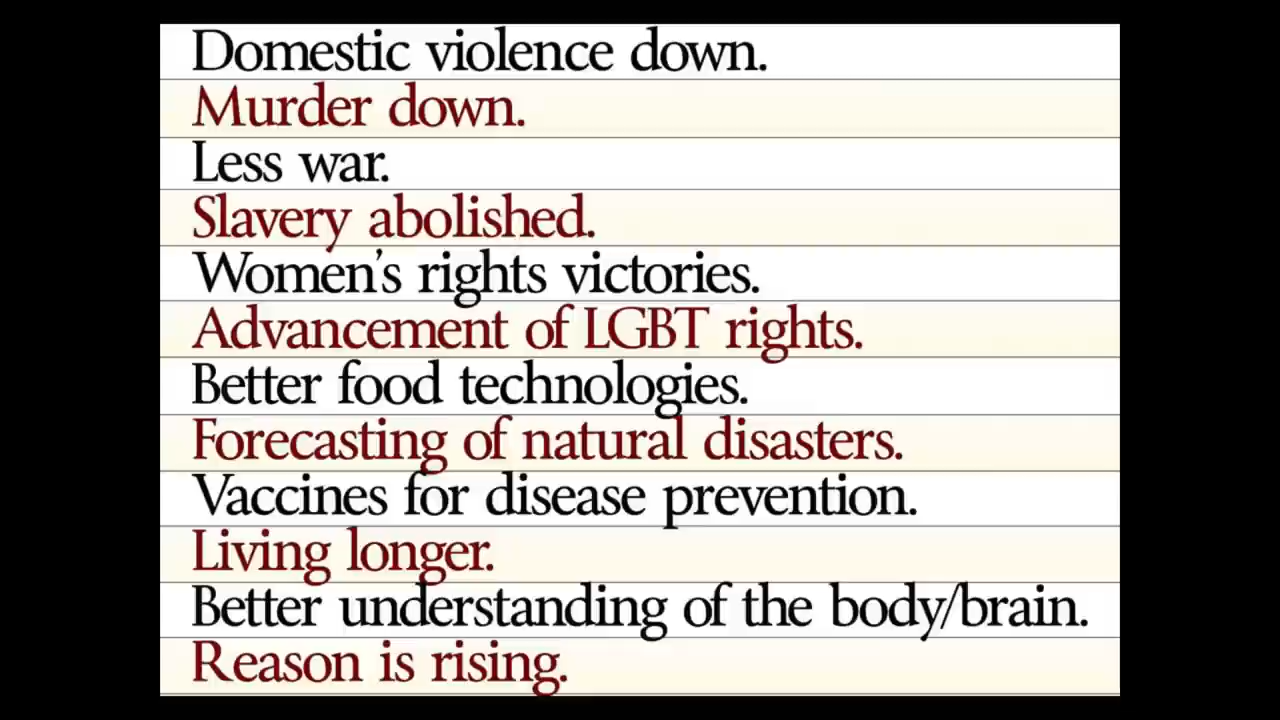 Domestic violence down.
Murder down.
Less war.
Slavery abolished.
Women's rights victories.
Advancement of LGBT rights.
Better food technologies.
Forecasting of natural disasters.
Vaccines for disease prevention.
Living longer.
Better understanding of the body/brain.
Reason is rising.